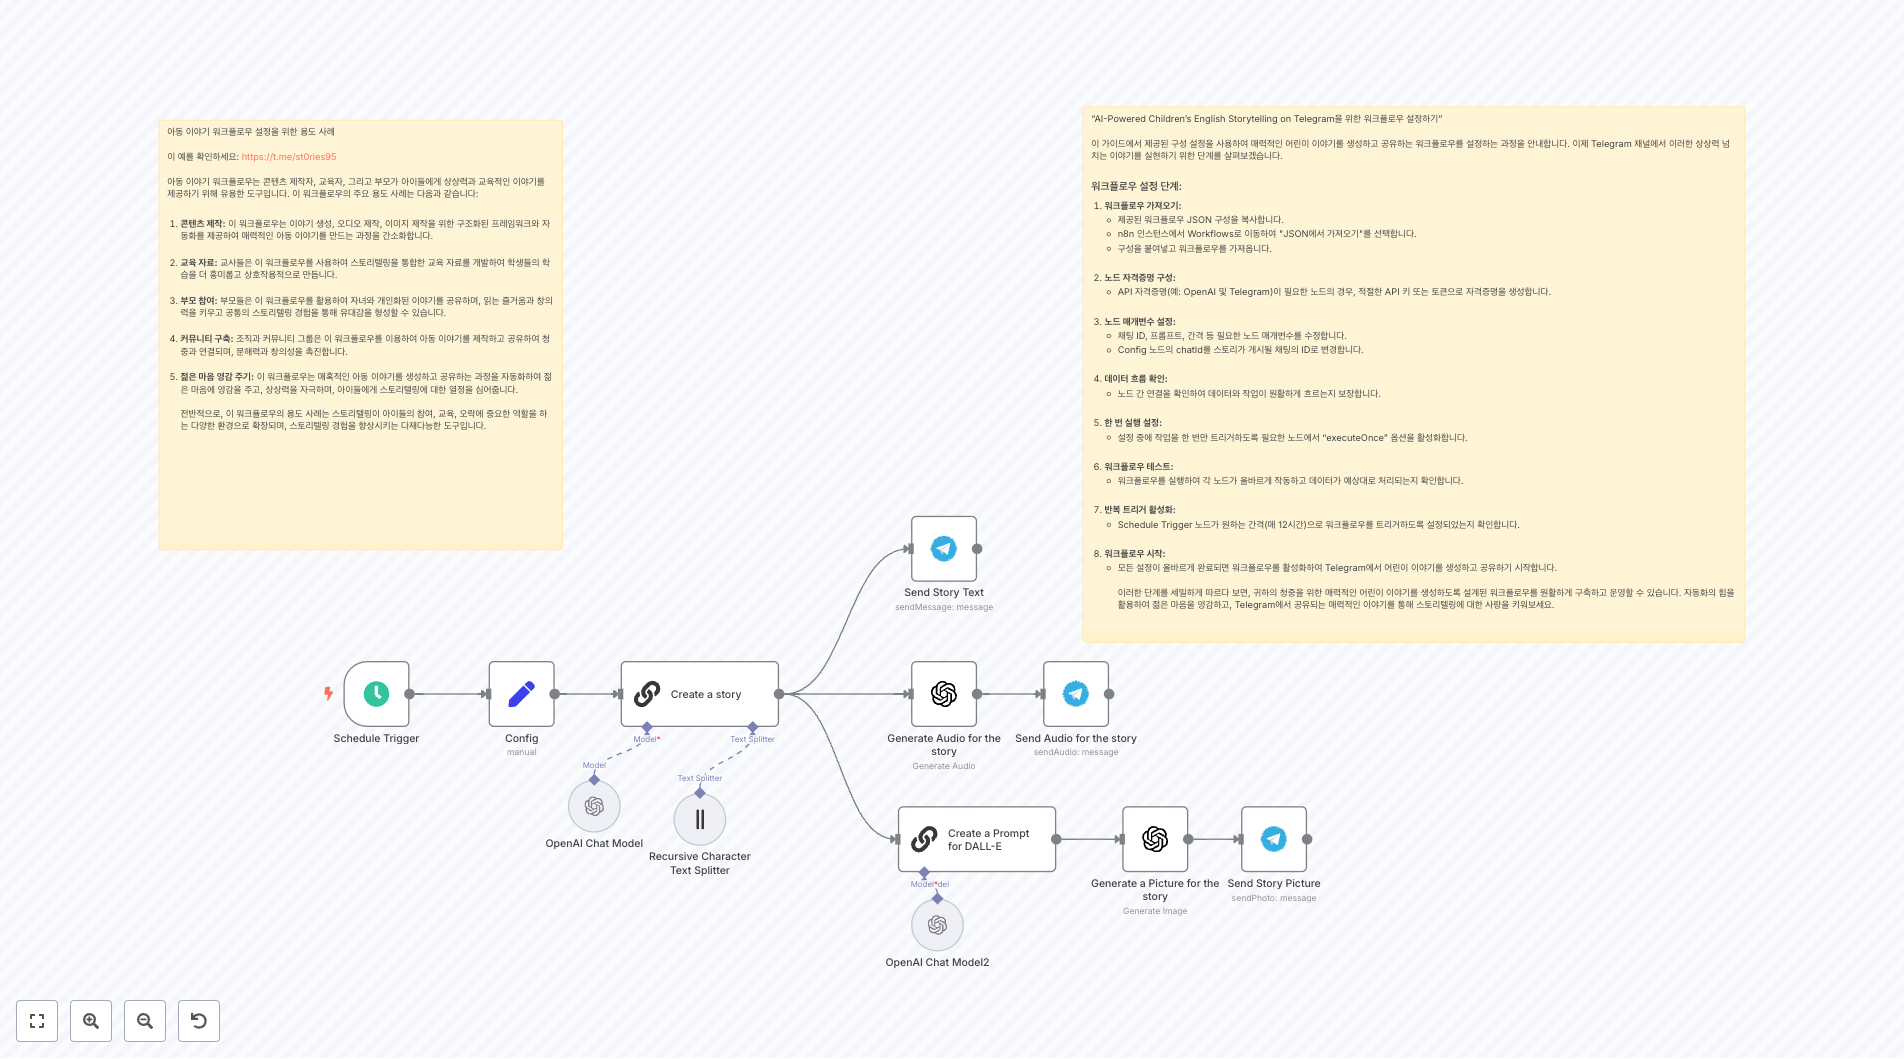 아동 이야기 워크플로우 설정을 위한 용도 사례
이 예를 확인하세요: https://t.me/st0ries95
아동 이야기 워크플로우는 콘텐츠 제작자, 교육자, 그리고 부모가 아이들에게 상상력과 교육적인 이야기를
제공하기 위해 유용한 도구입니다. 이 워크플로우의 주요 용도 사례는 다음과 같습니다:
1. 콘텐츠 제작: 이 워크플로우는 이야기 생성, 오디오 제작, 이미지 제작을 위한 구조화된 프레임워크와 자
동화를 제공하여 매력적인 아동 이야기를 만드는 과정을 간소화합니다.
2. 교육 자료: 교사들은 이 워크플로우를 사용하여 스토리텔링을 통합한 교육 자료를 개발하여 학생들의 학
습을 더 흥미롭고 상호작용적으로 만듭니다.
3. 부모 참여: 부모들은 이 워크플로우를 활용하여 자녀와 개인화된 이야기를 공유하며, 읽는 즐거움과 창의
력을 키우고 공통의 스토리텔링 경험을 통해 유대감을 형성할 수 있습니다.
4. 커뮤니티 구축: 조직과 커뮤니티 그룹은 이 워크플로우를 이용하여 아동 이야기를 제작하고 공유하여 청
중과 연결되며, 문해력과 창의성을 촉진합니다.
5. 젊은 마음 영감 주기: 이 워크플로우는 매혹적인 아동 이야기를 생성하고 공유하는 과정을 자동화하여 젊
은 마음에 영감을 주고, 상상력을 자극하며, 아이들에게 스토리텔링에 대한 열정을 심어줍니다.
전반적으로, 이 워크플로우의 용도 사례는 스토리텔링이 아이들의 참여, 교육, 오락에 중요한 역할을 하
는 다양한 환경으로 확장되며, 스토리텔링 경험을 향상시키는 다재다능한 도구입니다.
“AI-Powered Children’s English Storytelling on Telegram을 위한 워크플로우 설정하기”
이 가이드에서 제공된 구성 설정을 사용하여 매력적인 어린이 이야기를 생성하고 공유하는 워크플로우를 설정하는 과정을 안내합니다. 이제 Telegram 채널에서 이러한 상상력 넘
치는 이야기를 실현하기 위한 단계를 살펴보겠습니다.
워크플로우 설정 단계:
1. 워크플로우 가져오기:
제공된 워크플로우 JSON 구성을 복사합니다.
n8n 인스턴스에서 Workflows로 이동하여 "JSON에서 가져오기"를 선택합니다.
구성을 붙여넣고 워크플로우를 가져옵니다.
2. 노드 자격증명 구성:
API 자격증명(예: OpenAI 및 Telegram)이 필요한 노드의 경우, 적절한 API 키 또는 토큰으로 자격증명을 생성합니다.
3. 노드 매개변수 설정:
채팅 ID, 프롬프트, 간격 등 필요한 노드 매개변수를 수정합니다.
Config 노드의 chatId를 스토리가 게시될 채팅의 ID로 변경합니다.
4. 데이터 흐름 확인:
노드 간 연결을 확인하여 데이터와 작업이 원활하게 흐르는지 보장합니다.
5. 한 번 실행 설정:
설정 중에 작업을 한 번만 트리거하도록 필요한 노드에서 “executeOnce” 옵션을 활성화합니다.
6. 워크플로우 테스트:
워크플로우를 실행하여 각 노드가 올바르게 작동하고 데이터가 예상대로 처리되는지 확인합니다.
7. 반복 트리거 활성화:
Schedule Trigger 노드가 원하는 간격(매 12시간)으로 워크플로우를 트리거하도록 설정되었는지 확인합니다.
8. 워크플로우 시작:
모든 설정이 올바르게 완료되면 워크플로우를 활성화하여 Telegram에서 어린이 이야기를 생성하고 공유하기 시작합니다.
이러한 단계를 세밀하게 따르다 보면, 귀하의 청중을 위한 매력적인 어린이 이야기를 생성하도록 설계된 워크플로우를 원활하게 구축하고 운영할 수 있습니다. 자동화의 힘을
활용하여 젊은 마음을 영감하고, Telegram에서 공유되는 매력적인 이야기를 통해 스토리텔링에 대한 사랑을 키워보세요.
Send Story Text
sendMessage: message
Schedule Trigger
Config
manual
Create a story
Model*
Text Splitter
Model
Text Splitter
OpenAI Chat Model
Recursive Character
Text Splitter
Generate Audio for the
story
Generate Audio
Send Audio for the story
sendAudio: message
Create a Prompt
for DALL-E
Model*del
OpenAI Chat Model2
Generate a Picture for the
story
Generate Image
Send Story Picture
sendPhoto: message